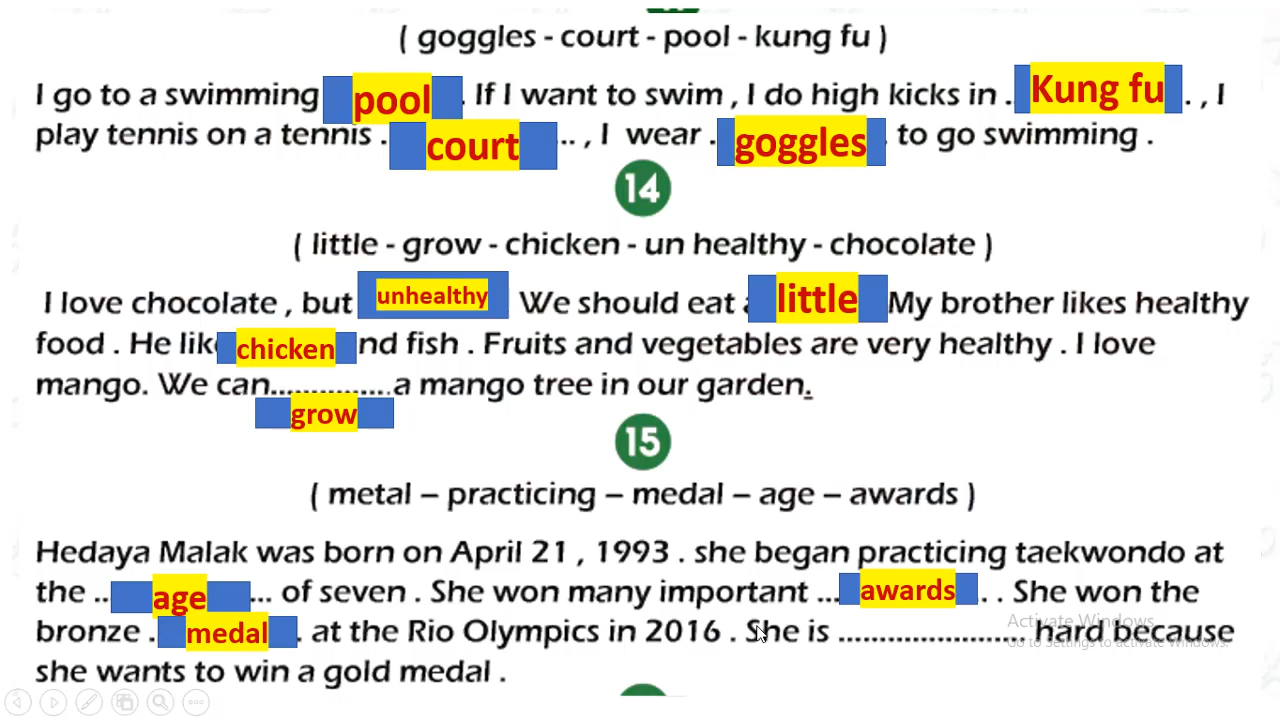 ( goggles - court - pool - kung fu )
I go to a swimming pool . If I want to swim , I do high kicks in . Kung fu . , I
play tennis on a tennis . court .. , I wear . goggles . to go swimming .
14
( little - grow - chicken - un healthy - chocolate )
I love chocolate , but unhealthy We should eat little My brother likes healthy
food . He lik chicken nd fish . Fruits and vegetables are very healthy . I love
mango. We can............... a mango tree in our garden.
grow
15
( metal – practicing – medal – age – awards )
Hedaya Malak was born on April 21 , 1993 . she began practicing taekwondo at
the .. age ... of seven . She won many important ... awards . . She won the
bronze . medal . at the Rio Olympics in 2016 . She is ........................ hard because
she wants to win a gold medal .
Activate Windows
Go to Settings to activate Windows.